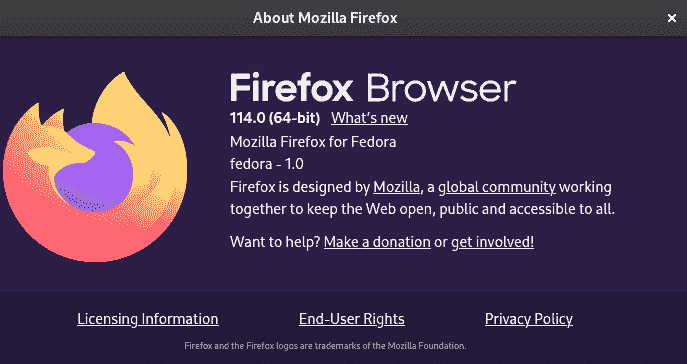 About Mozilla Firefox
Firefox Browser
114.0 (64-bit) What's new
Mozilla Firefox for Fedora
fedora - 1.0
Firefox is designed by Mozilla, a global community working
together to keep the Web open, public and accessible to all.
Want to help? Make a donation or get involved!
Licensing Information End-User Rights Privacy Policy
Firefox and the Firefox logos are trademarks of the Mozilla Foundation.